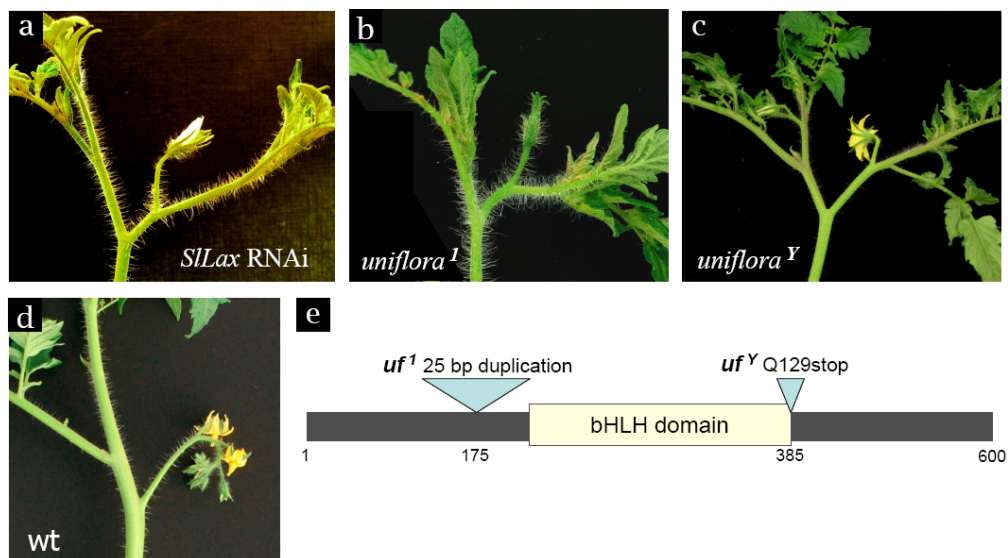 a
SlLax RNAi
b
uniflora 1
c
uniflora Y
d
wt
e
uf 1 25 bp duplication
uf Y Q129stop
bHLH domain
1 175 385 600